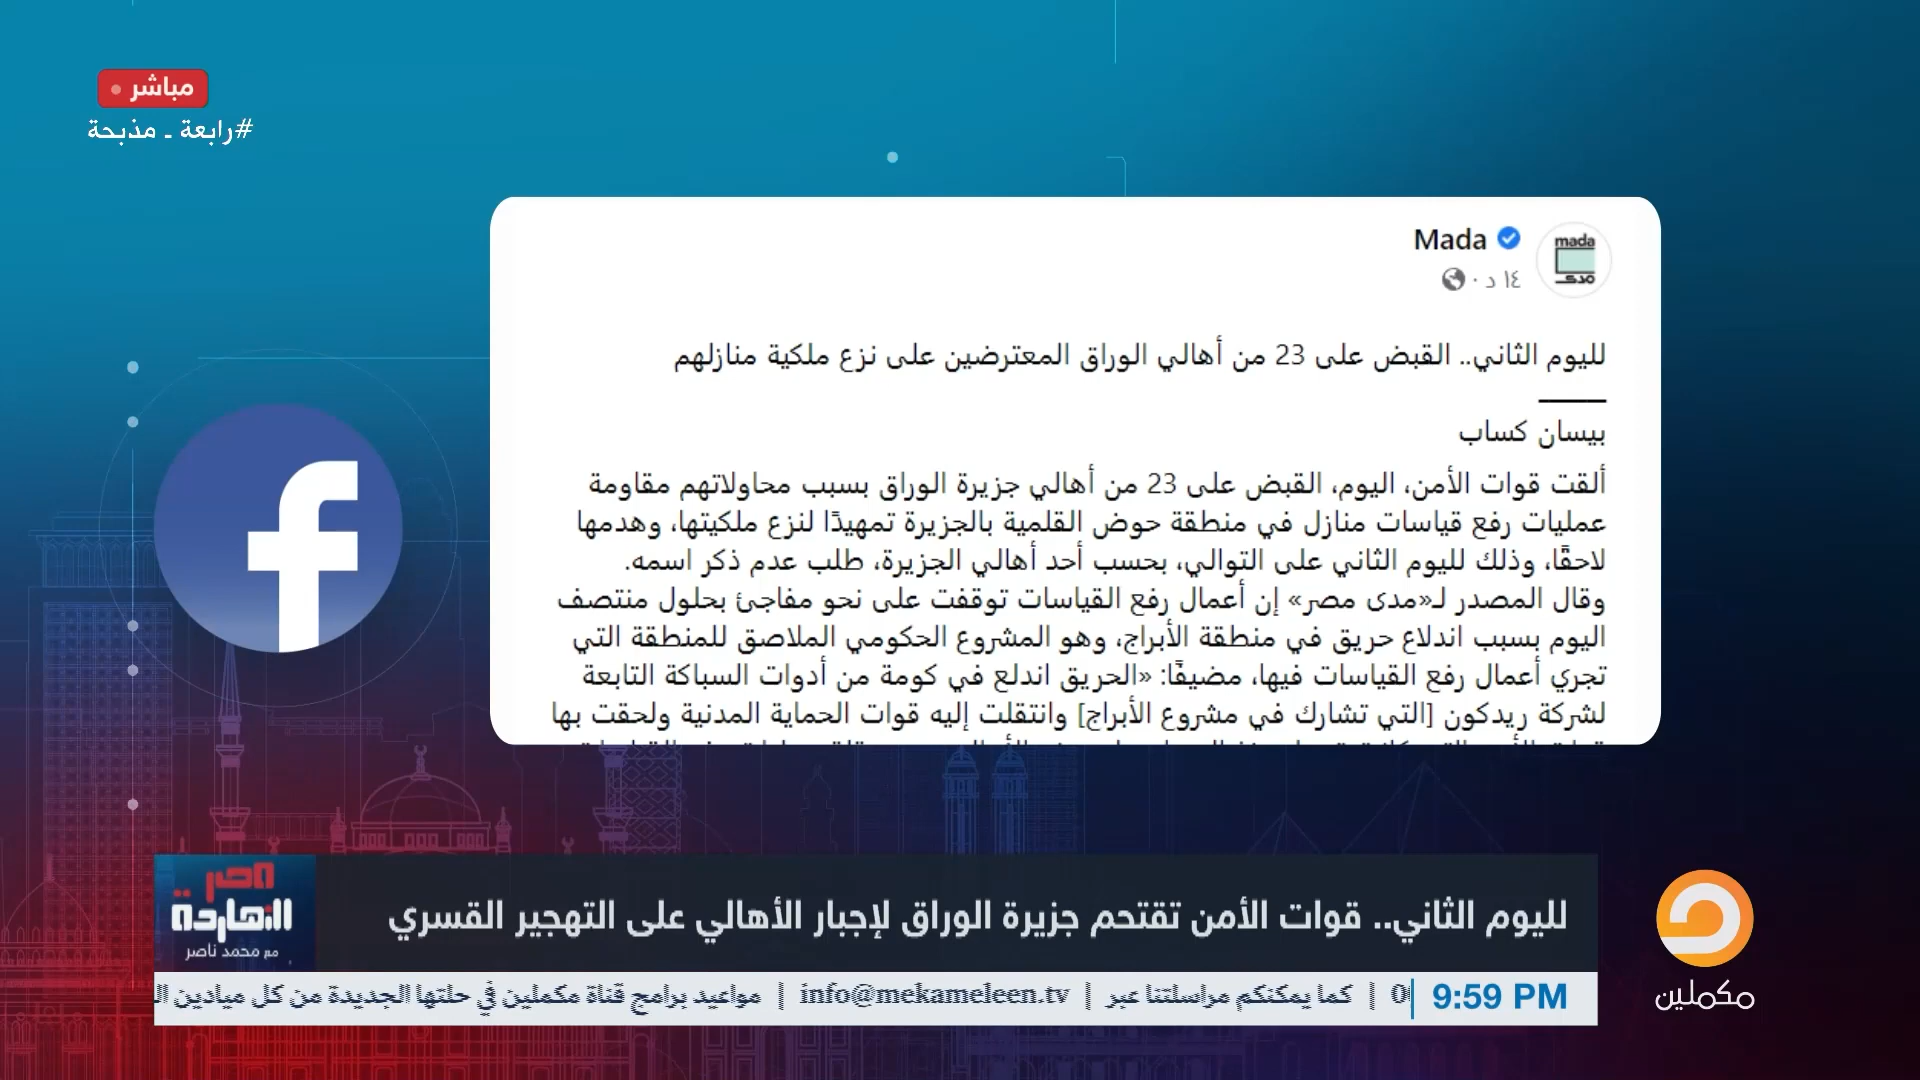 مباشر
#رابعة ـ مذبحة
Mada
mada
مدى
١٤ د ·
لليوم الثاني.. القبض على 23 من أهالي الوراق المعترضين على نزع ملكية منازلهم
بيسان كساب
ألقت قوات الأمن، اليوم، القبض على 23 من أهالي جزيرة الوراق بسبب محاولاتهم مقاومة
عمليات رفع قياسات منازل في منطقة حوض القلمية بالجزيرة تمهيدًا لنزع ملكيتها، وهدمها
لاحقًا، وذلك لليوم الثاني على التوالي، بحسب أحد أهالي الجزيرة، طلب عدم ذكر اسمه.
وقال المصدر لـ«مدى مصر» إن أعمال رفع القياسات توقفت على نحو مفاجئ بحلول منتصف
اليوم بسبب اندلاع حريق في منطقة الأبراج، وهو المشروع الحكومي الملاصق للمنطقة التي
تجري أعمال رفع القياسات فيها، مضيفًا: «الحريق اندلع في كومة من أدوات السباكة التابعة
لشركة ريدكون [التي تشارك في مشروع الأبراج] وانتقلت إليه قوات الحماية المدنية ولحقت بها
مصر
النهاردة
مع محمد ناصر
لليوم الثاني.. قوات الأمن تقتحم جزيرة الوراق لإجبار الأهالي على التهجير القسري
9:59 PM
| كما يمكنكم مراسلتنا عبر | info@mekameleen.tv | مواعيد برامج قناة مكملين في حلتها الجديدة من كل ميادين
مكملين